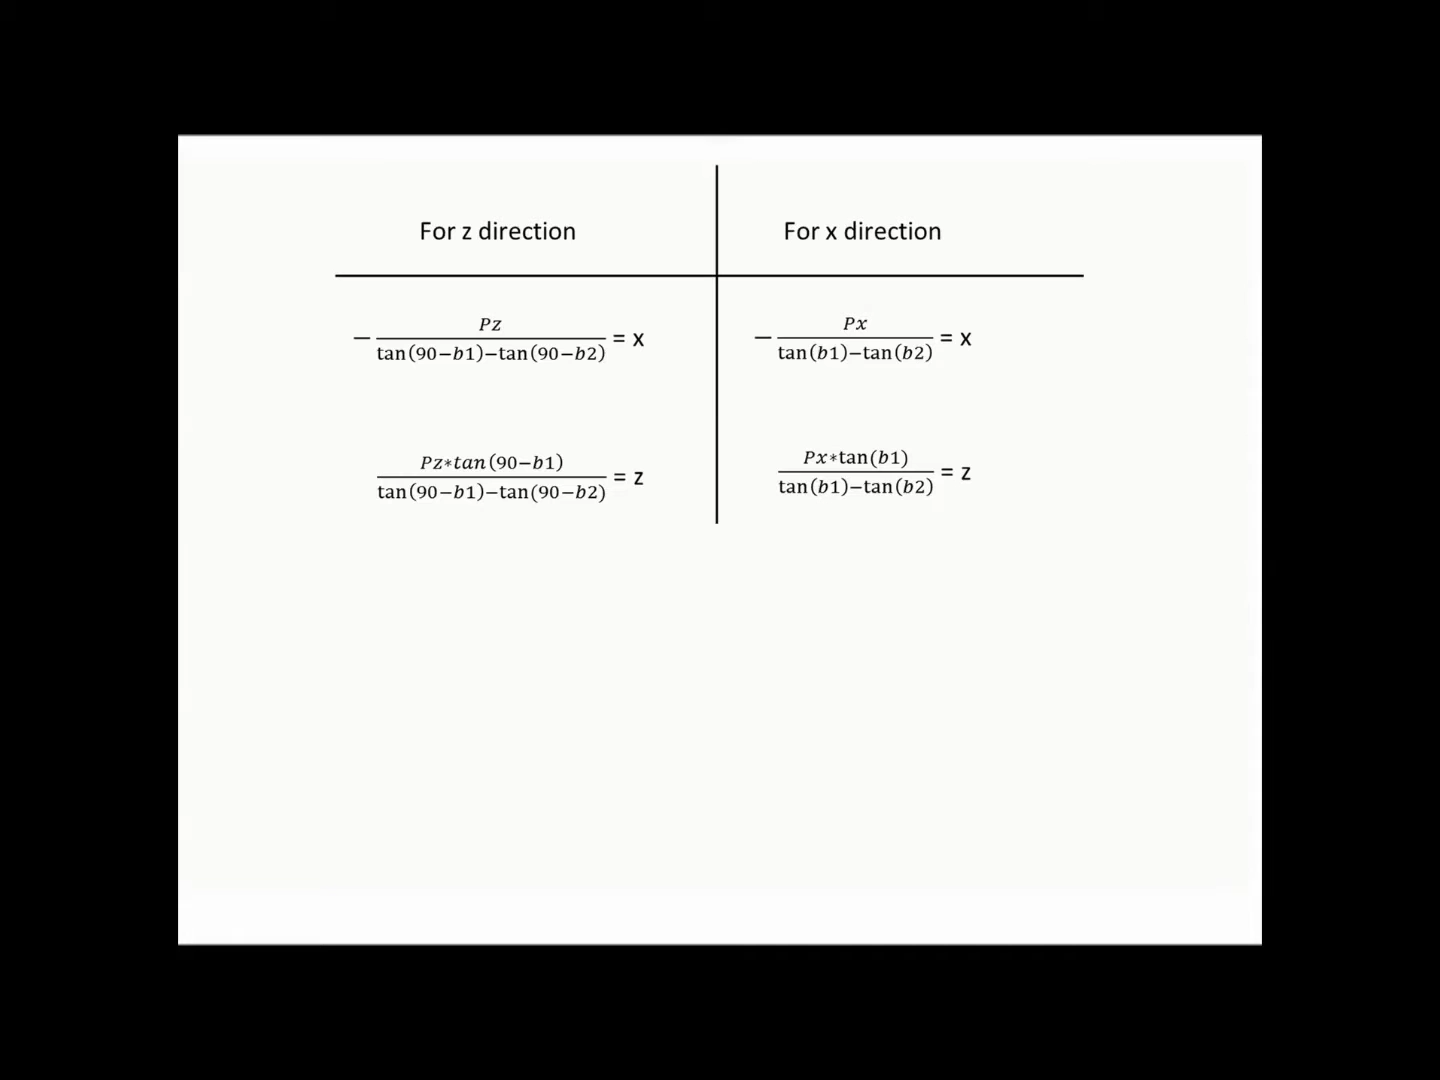 For z direction
For x direction
− Pz / tan(90−b1)−tan(90−b2) = x
− Px / tan(b1)−tan(b2) = x
Pz∗tan(90−b1) / tan(90−b1)−tan(90−b2) = z
Px∗tan(b1) / tan(b1)−tan(b2) = z